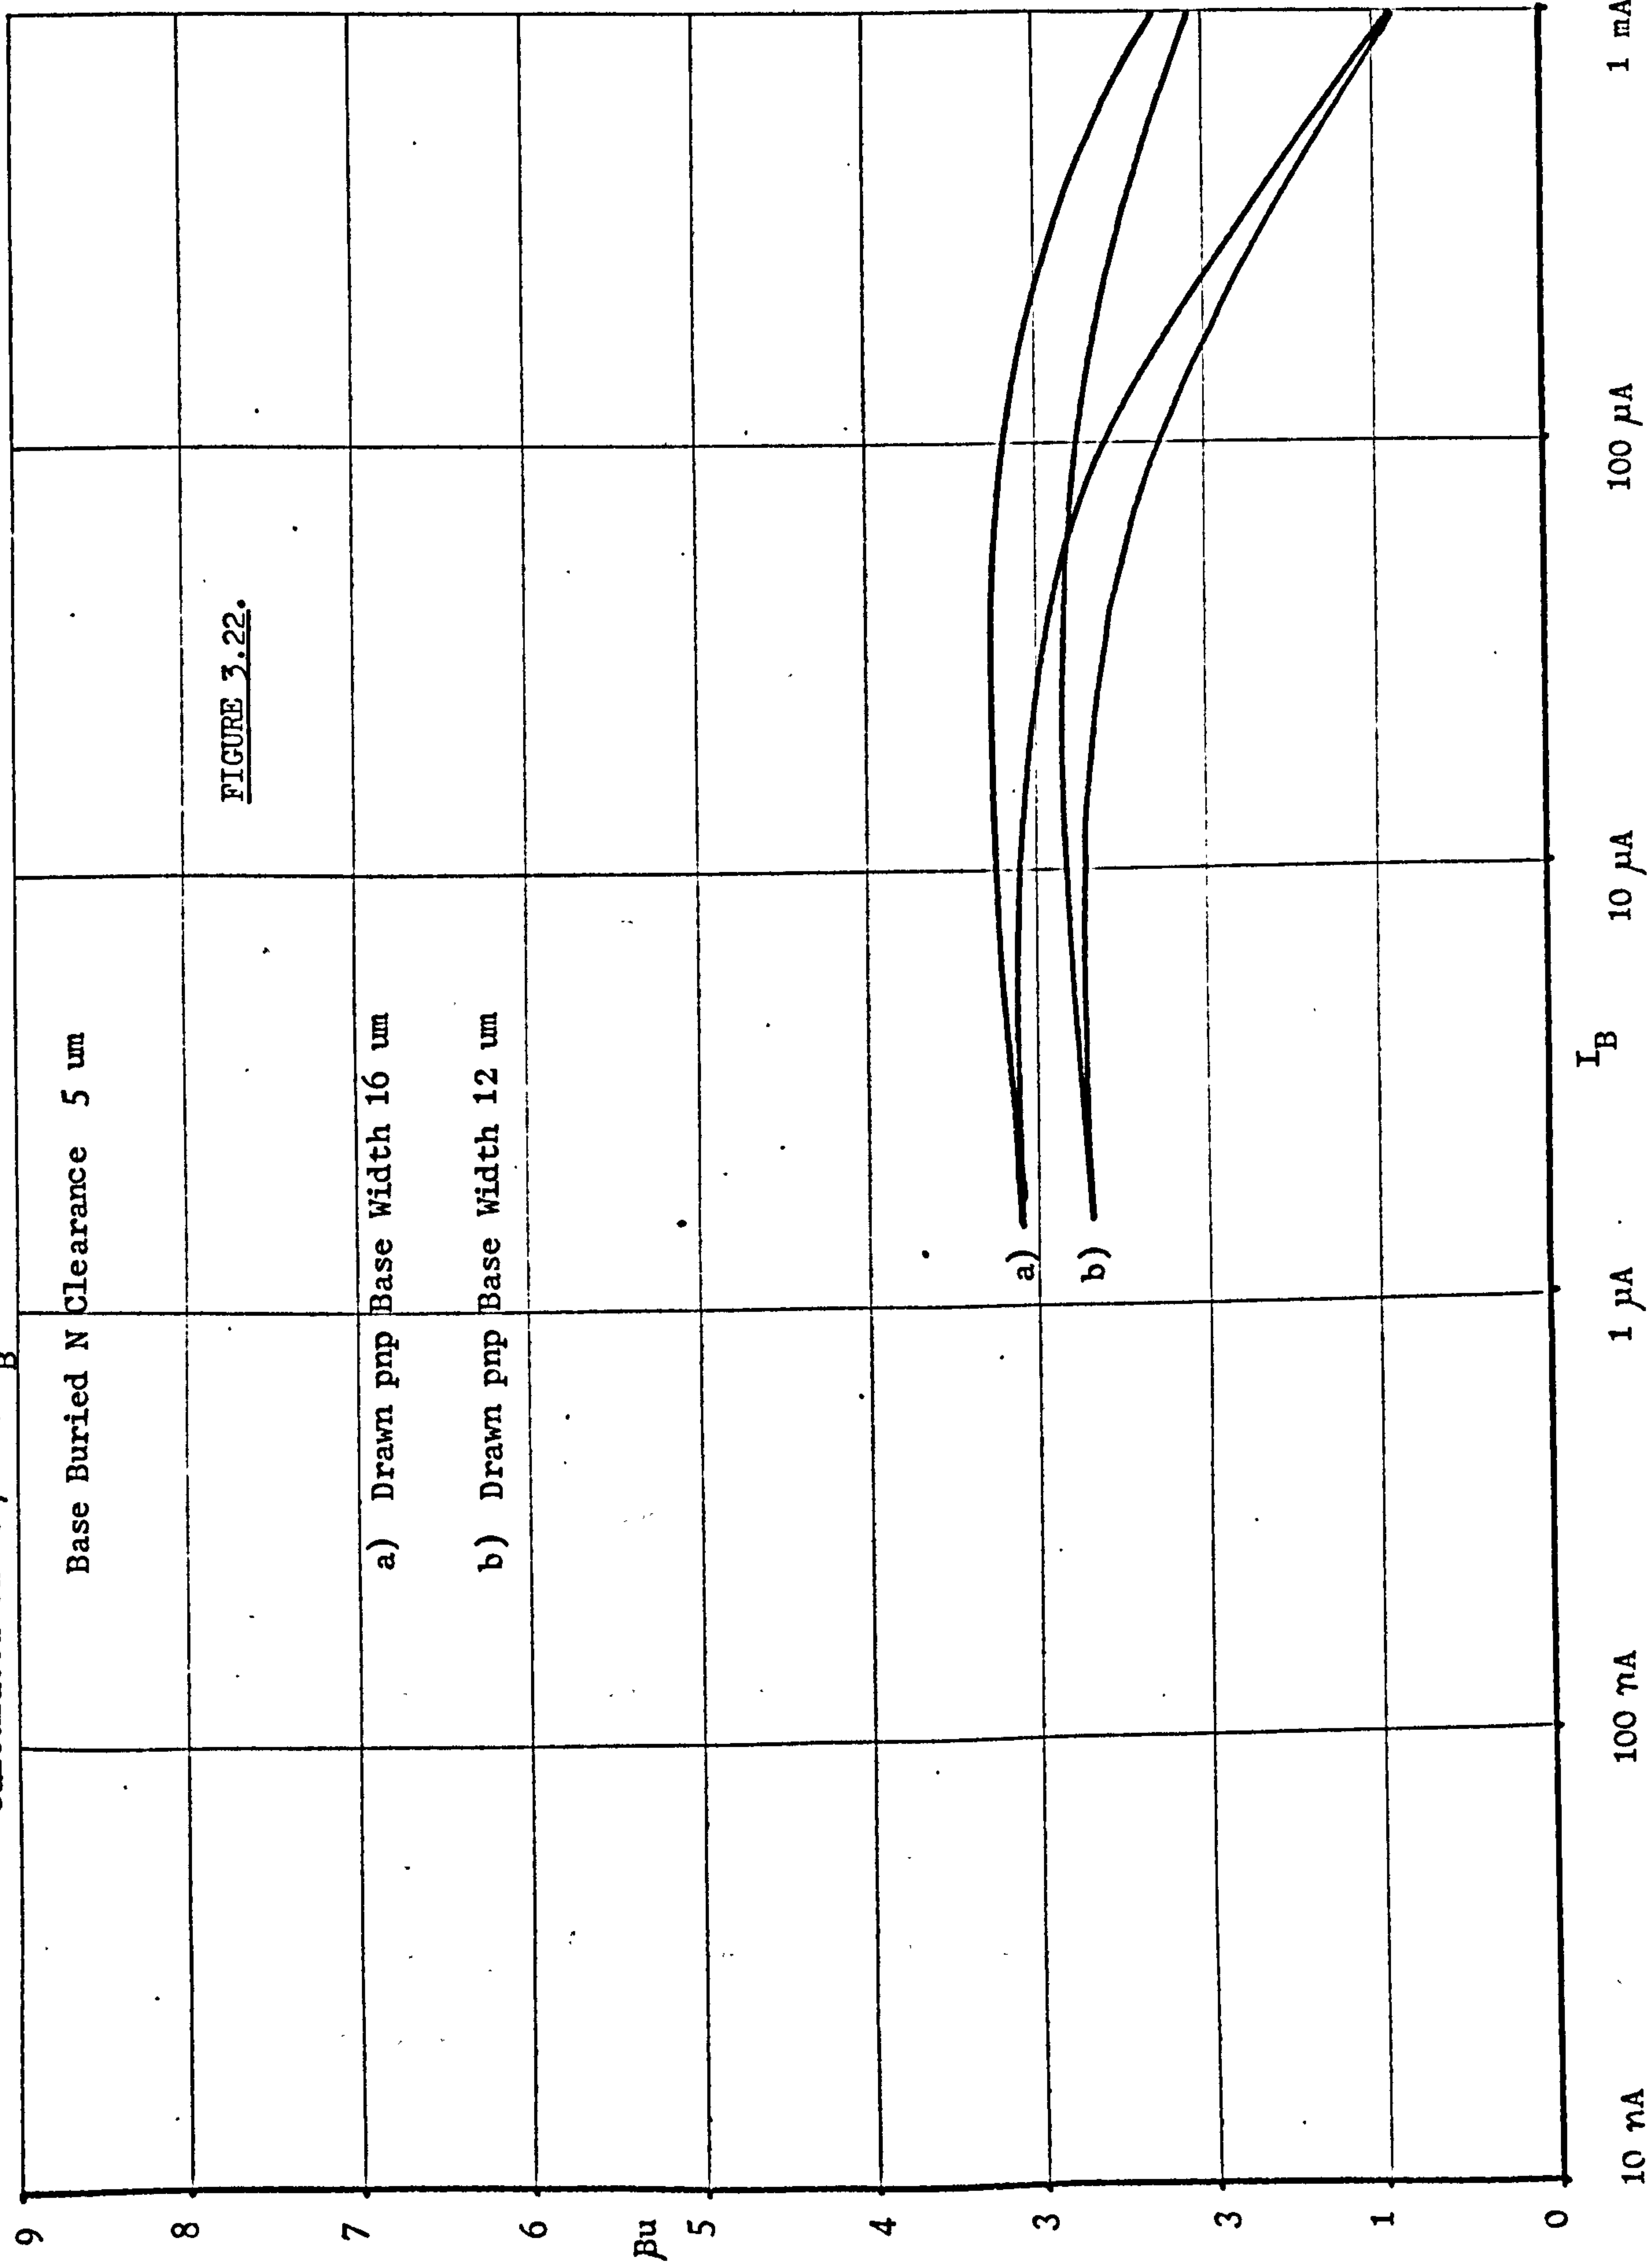 B
Base Buried N Clearance 5 um
FIGURE 3.22.
a) Drawn pnp Base Width 16 um
b) Drawn pnp Base Width 12 um
9
8
7
6
βu
5
4
3
3
1
0
a)
b)
10 nA
100 nA
1 µA
10 µA
100 µA
1 mA
I_B